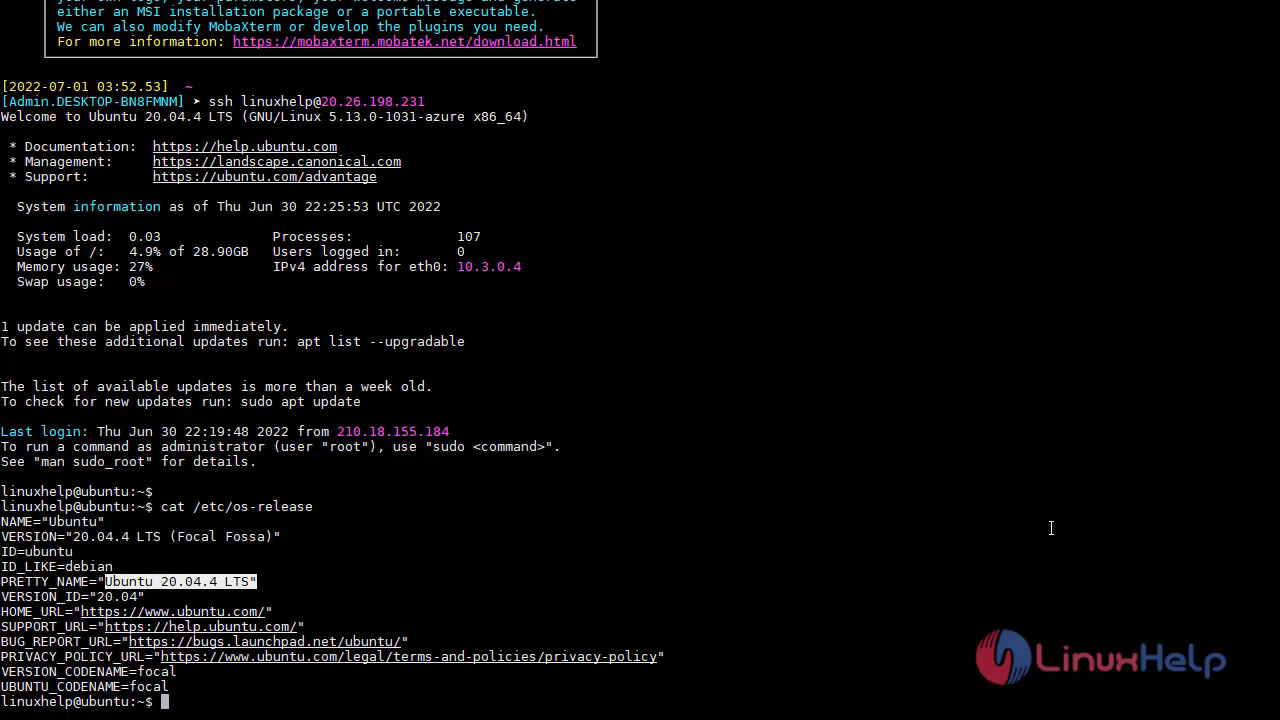 either an MSI installation package or a portable executable.
We can also modify MobaXterm or develop the plugins you need.
For more information: https://mobaxterm.mobatek.net/download.html
[2022-07-01 03:52.53] ~
[Admin.DESKTOP-BN8FMNM] ➤ ssh linuxhelp@20.26.198.231
Welcome to Ubuntu 20.04.4 LTS (GNU/Linux 5.13.0-1031-azure x86_64)
* Documentation: https://help.ubuntu.com
* Management: https://landscape.canonical.com
* Support: https://ubuntu.com/advantage
System information as of Thu Jun 30 22:25:53 UTC 2022
System load: 0.03 Processes: 107
Usage of /: 4.9% of 28.90GB Users logged in: 0
Memory usage: 27% IPv4 address for eth0: 10.3.0.4
Swap usage: 0%
1 update can be applied immediately.
To see these additional updates run: apt list --upgradable
The list of available updates is more than a week old.
To check for new updates run: sudo apt update
Last login: Thu Jun 30 22:19:48 2022 from 210.18.155.184
To run a command as administrator (user "root"), use "sudo <command>".
See "man sudo_root" for details.
linuxhelp@ubuntu:~$
linuxhelp@ubuntu:~$ cat /etc/os-release
NAME="Ubuntu"
VERSION="20.04.4 LTS (Focal Fossa)"
ID=ubuntu
ID_LIKE=debian
PRETTY_NAME="Ubuntu 20.04.4 LTS"
VERSION_ID="20.04"
HOME_URL="https://www.ubuntu.com/"
SUPPORT_URL="https://help.ubuntu.com/"
BUG_REPORT_URL="https://bugs.launchpad.net/ubuntu/"
PRIVACY_POLICY_URL="https://www.ubuntu.com/legal/terms-and-policies/privacy-policy"
VERSION_CODENAME=focal
UBUNTU_CODENAME=focal
linuxhelp@ubuntu:~$
LinuxHelp